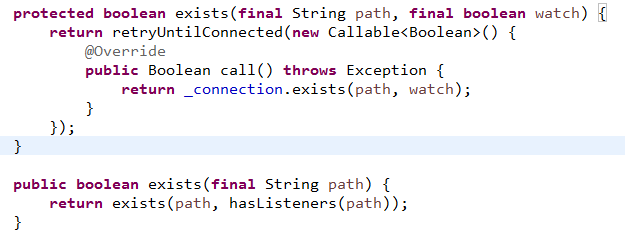 protected boolean exists(final String path, final boolean watch) {
    return retryUntilConnected(new Callable<Boolean>() {
        @Override
        public Boolean call() throws Exception {
            return _connection.exists(path, watch);
        }
    });
}
public boolean exists(final String path) {
    return exists(path, hasListeners(path));
}